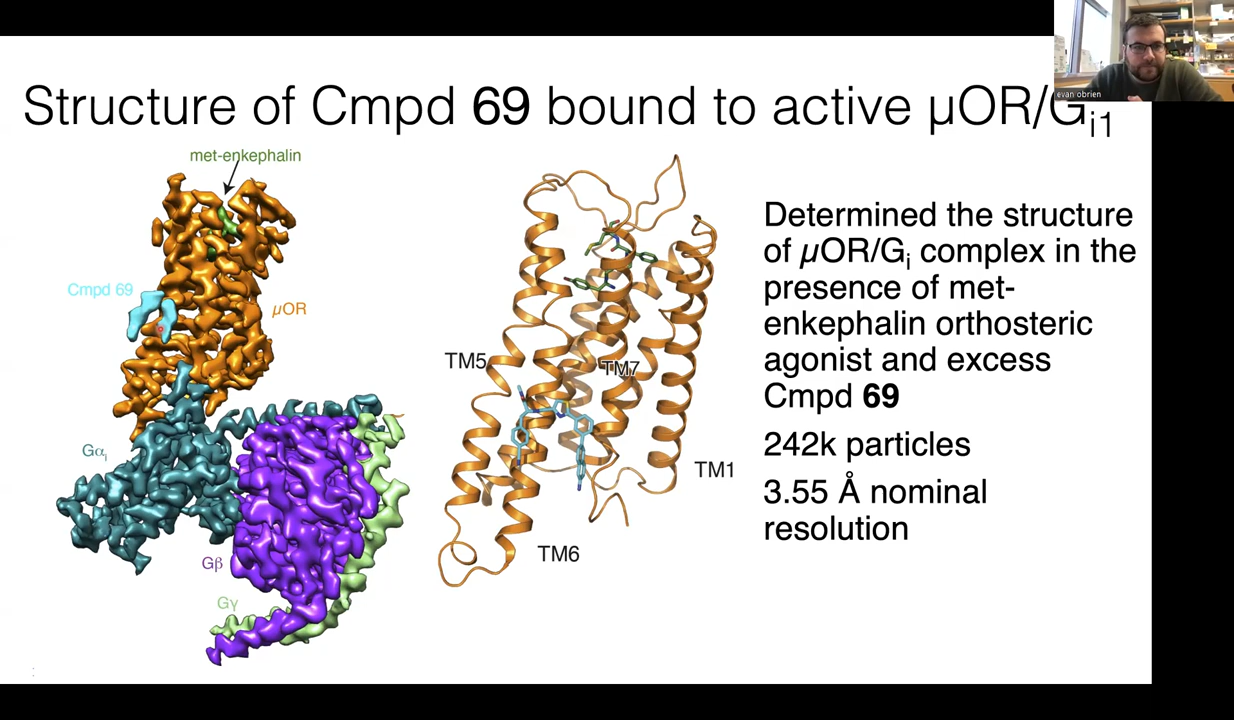 evan obrien
Structure of Cmpd 69 bound to active µOR/Gi1
met-enkephalin
Cmpd 69
µOR
Gαi
Gβ
Gγ
TM5
TM7
TM1
TM6
Determined the structure
of µOR/Gi complex in the
presence of met-
enkephalin orthosteric
agonist and excess
Cmpd 69
242k particles
3.55 Å nominal
resolution